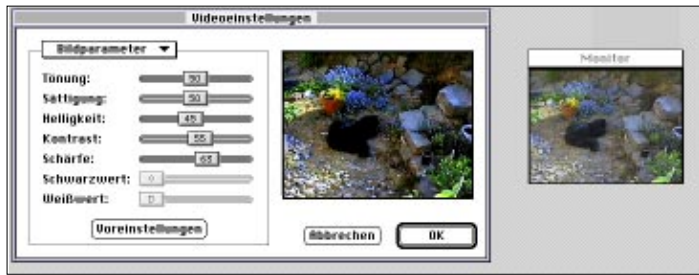 Videoeinstellungen
Bildparameter
Tönung: 50
Sättigung: 50
Helligkeit: 45
Kontrast: 55
Schärfe: 63
Schwarzwert: 0
Weißwert: 0
Voreinstellungen
Abbrechen
OK
Monitor